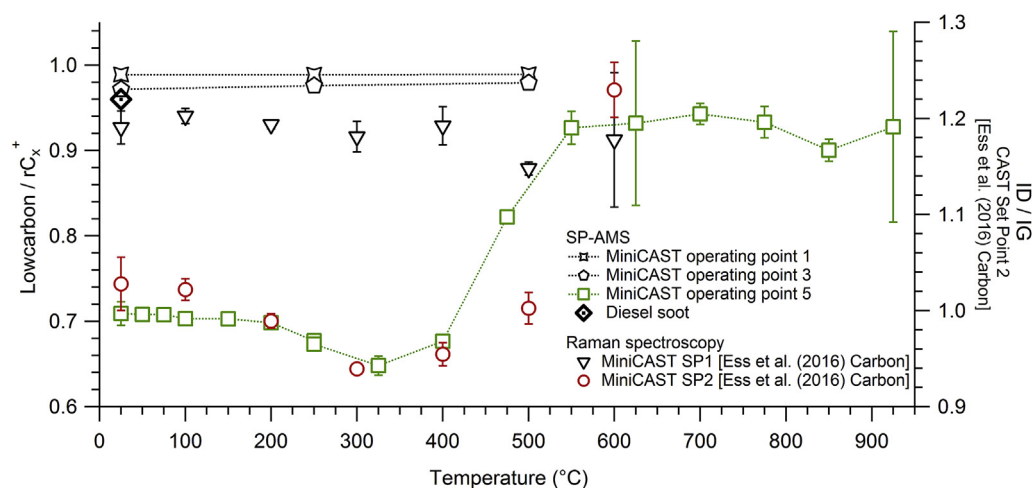 1.0
0.9
0.8
0.7
0.6
Lowcarbon / rCx+
0
100
200
300
400
500
600
700
800
900
Temperature (°C)
1.3
1.2
1.1
1.0
0.9
ID / IG
CAST Set Point 2
[Ess et al. (2016) Carbon]
SP-AMS
MiniCAST operating point 1
MiniCAST operating point 3
MiniCAST operating point 5
Diesel soot
Raman spectroscopy
MiniCAST SP1 [Ess et al. (2016) Carbon]
MiniCAST SP2 [Ess et al. (2016) Carbon]